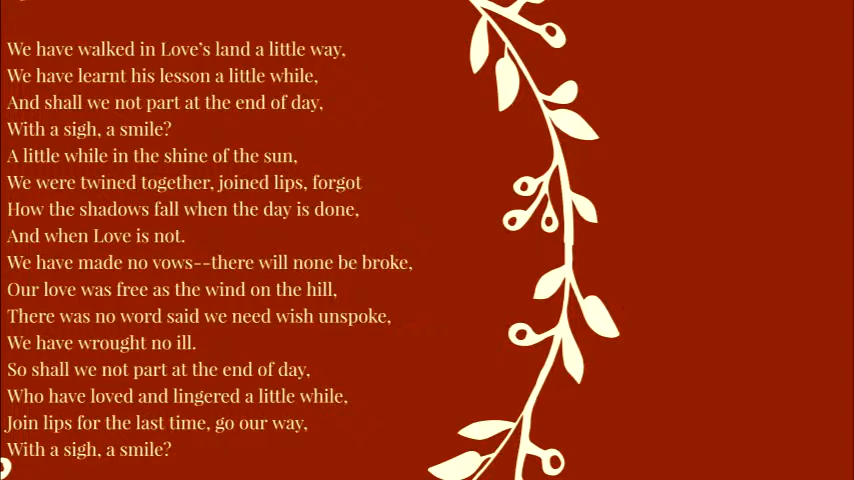 We have walked in Love’s land a little way,
We have learnt his lesson a little while,
And shall we not part at the end of day,
With a sigh, a smile?
A little while in the shine of the sun,
We were twined together, joined lips, forgot
How the shadows fall when the day is done,
And when Love is not.
We have made no vows--there will none be broke,
Our love was free as the wind on the hill,
There was no word said we need wish unspoke,
We have wrought no ill.
So shall we not part at the end of day,
Who have loved and lingered a little while,
Join lips for the last time, go our way,
With a sigh, a smile?